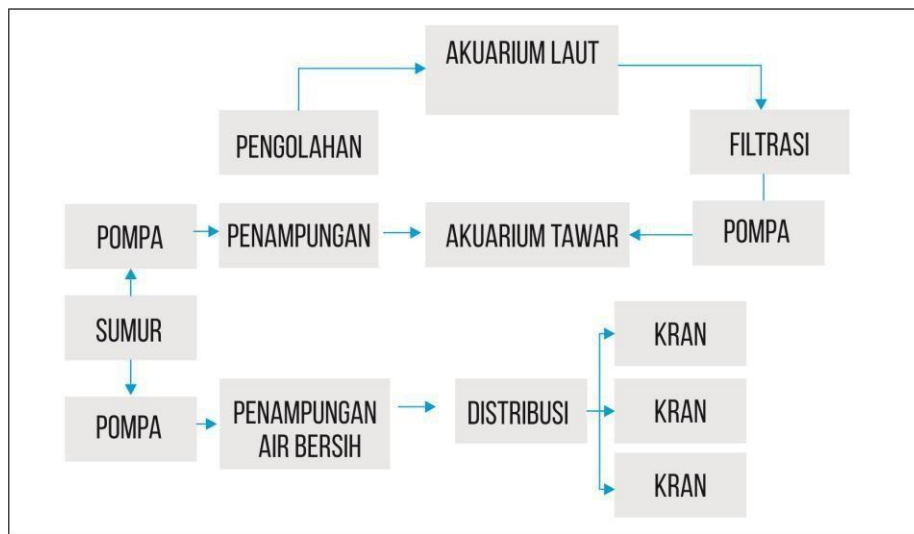 AKUARIUM LAUT
PENGOLAHAN
FILTRASI
POMPA
PENAMPUNGAN
AKUARIUM TAWAR
POMPA
SUMUR
KRAN
POMPA
PENAMPUNGAN
AIR BERSIH
DISTRIBUSI
KRAN
KRAN